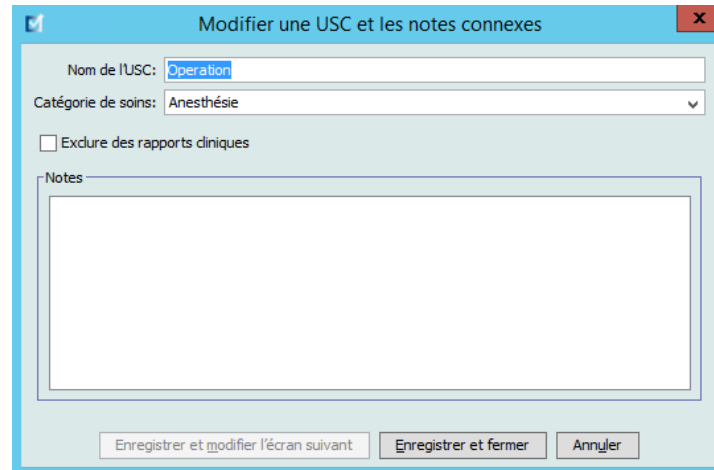 Modifier une USC et les notes connexes
x
Nom de l'USC: Operation
Catégorie de soins: Anesthésie
Exclure des rapports cliniques
Notes
Enregistrer et modifier l'écran suivant Enregistrer et fermer Annuler